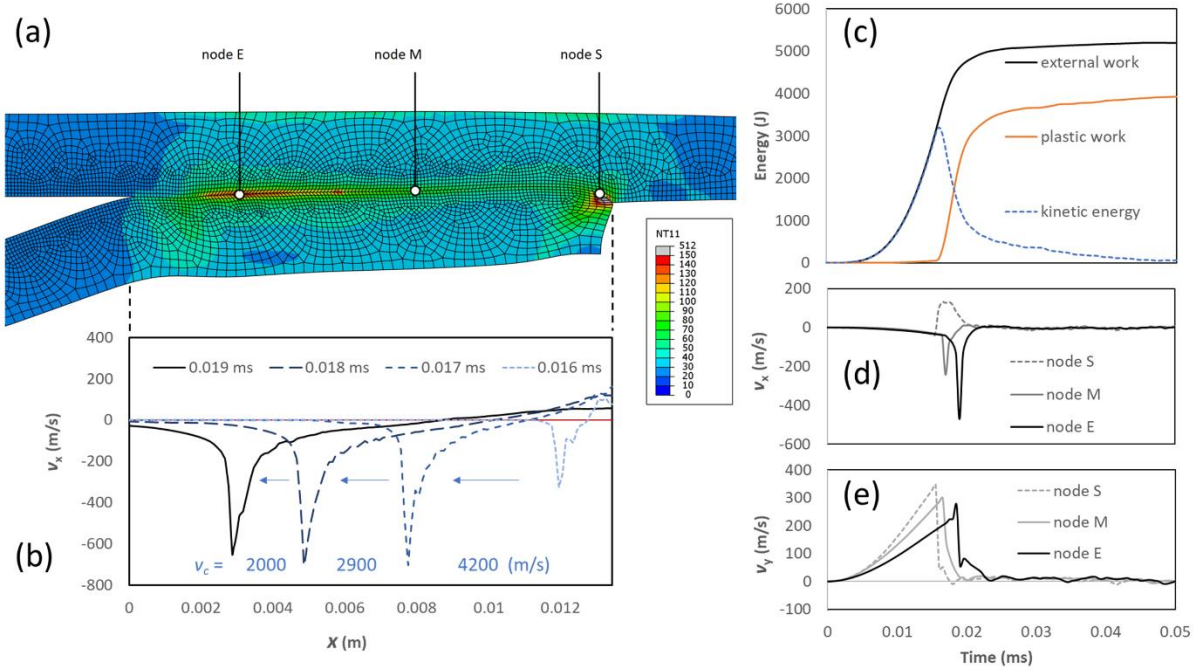 (a)
node E
node M
node S
NT11
512
150
140
130
120
110
100
90
80
70
60
50
40
30
20
10
0
400
200
0
-200
-400
-600
-800
vx (m/s)
0.019 ms
0.018 ms
0.017 ms
0.016 ms
(b)
vc = 2000 2900 4200 (m/s)
0 0.002 0.004 0.006 0.008 0.01 0.012
X (m)
(c)
6000
5000
4000
3000
2000
1000
0
Energy (J)
external work
plastic work
kinetic energy
200
0
-200
-400
-600
vx (m/s)
(d)
node S
node M
node E
400
300
200
100
0
-100
vy (m/s)
(e)
node S
node M
node E
0 0.01 0.02 0.03 0.04 0.05
Time (ms)